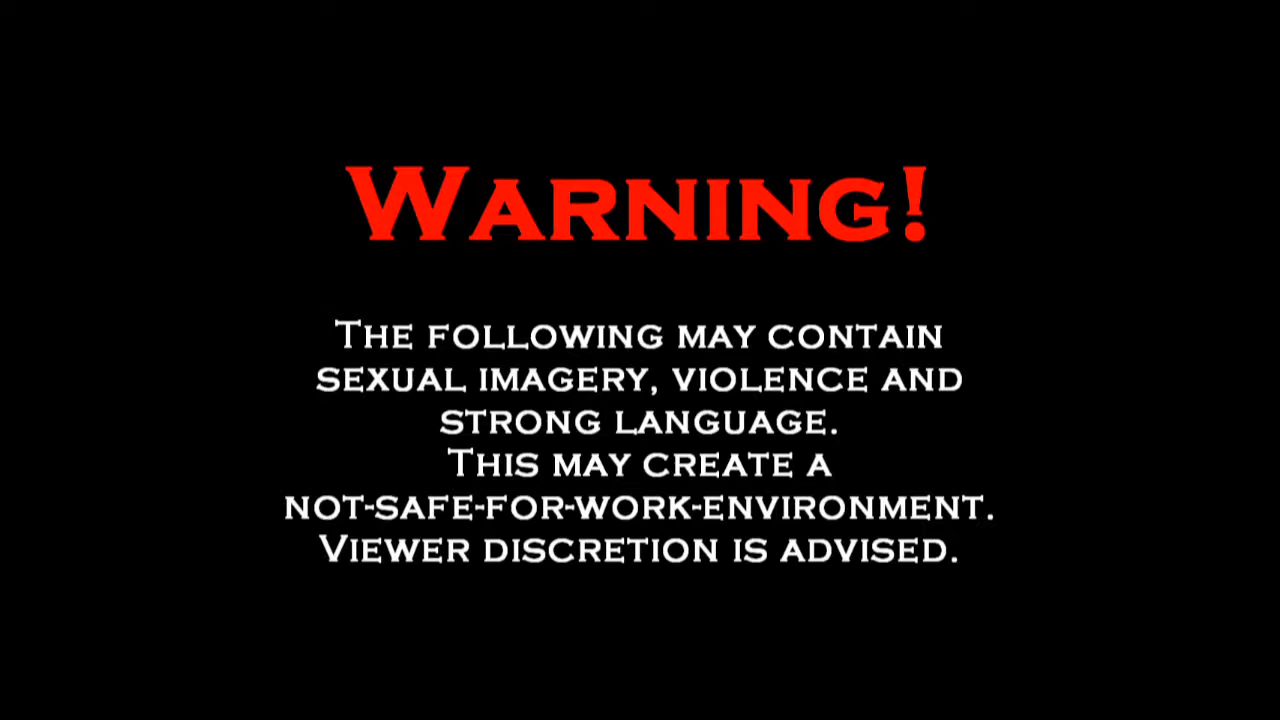 Warning!
The following may contain
sexual imagery, violence and
strong language.
This may create a
not-safe-for-work-environment.
Viewer discretion is advised.